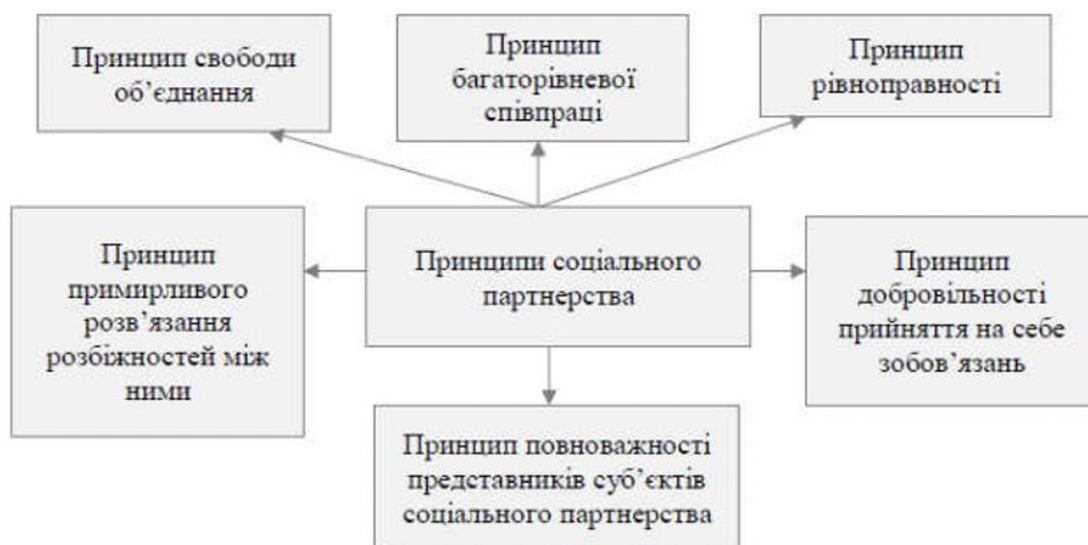 Принцип свободи
об’єднання
Принцип
багаторівневої
співпраці
Принцип
рівноправності
Принцип
примирливого
розв’язання
розбіжностей між
ними
Принципи соціального
партнерства
Принцип
добровільності
прийняття на себе
зобов’язань
Принцип повноважності
представників суб’єктів
соціального партнерства